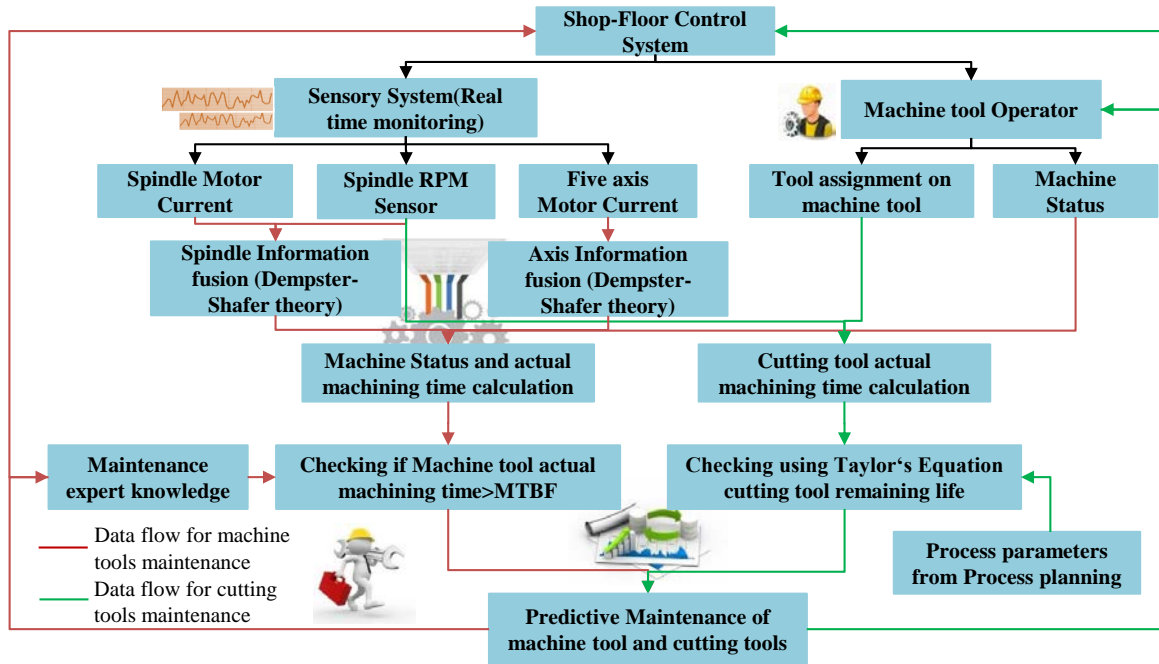 Shop-Floor Control
System
Sensory System(Real
time monitoring)
Machine tool Operator
Spindle Motor
Current
Spindle RPM
Sensor
Five axis
Motor Current
Tool assignment on
machine tool
Machine
Status
Spindle Information
fusion (Dempster-
Shafer theory)
Axis Information
fusion (Dempster-
Shafer theory)
Machine Status and actual
machining time calculation
Cutting tool actual
machining time calculation
Maintenance
expert knowledge
Checking if Machine tool actual
machining time>MTBF
Checking using Taylor‘s Equation
cutting tool remaining life
Data flow for machine
tools maintenance
Data flow for cutting
tools maintenance
Process parameters
from Process planning
Predictive Maintenance of
machine tool and cutting tools